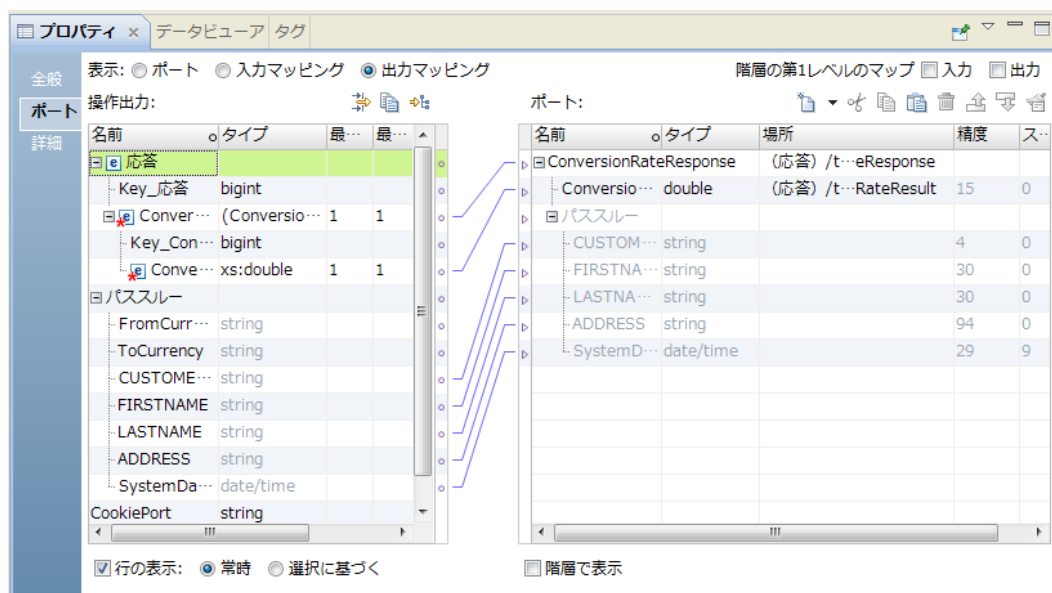 プロパティ データビューア タグ
全般
ポート
詳細
表示: ポート 入力マッピング 出力マッピング
階層の第1レベルのマップ 入力 出力
操作出力:
名前 タイプ 最… 最…
応答
Key_応答 bigint
Conver… (Conversio… 1 1
Key_Con… bigint
Conve… xs:double 1 1
パススルー
FromCurr… string
ToCurrency string
CUSTOME… string
FIRSTNAME string
LASTNAME string
ADDRESS string
SystemDa… date/time
CookiePort string
行の表示: 常時 選択に基づく
ポート:
名前 タイプ 場所 精度 ス…
ConversionRateResponse (応答) /t…eResponse
Conversio… double (応答) /t…RateResult 15 0
パススルー
CUSTOM… string 4 0
FIRSTNA… string 30 0
LASTNA… string 30 0
ADDRESS string 94 0
SystemD… date/time 29 9
階層で表示